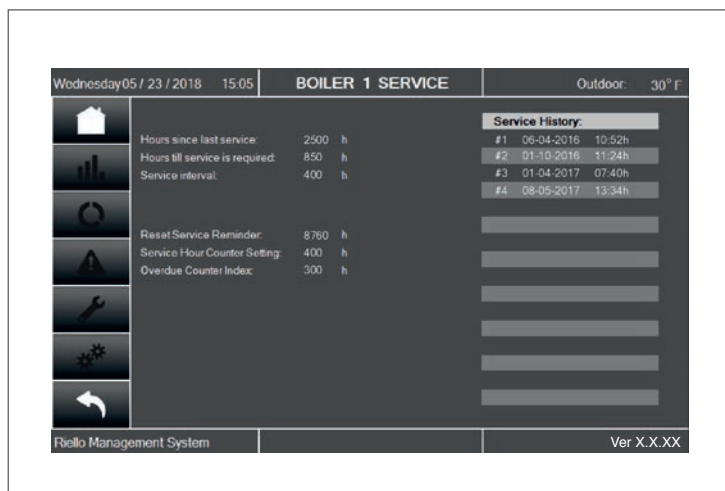 Wednesday05 / 23 / 2018 15:05 BOILER 1 SERVICE Outdoor: 30° F
Service History:
Hours since last service: 2500 h
Hours till service is required: 850 h
Service interval: 400 h
#1 06-04-2016 10:52h
#2 01-10-2016 11:24h
#3 01-04-2017 07:40h
#4 08-05-2017 13:34h
Reset Service Reminder: 8760 h
Service Hour Counter Setting: 400 h
Overdue Counter Index: 300 h
Riello Management System Ver X.X.XX